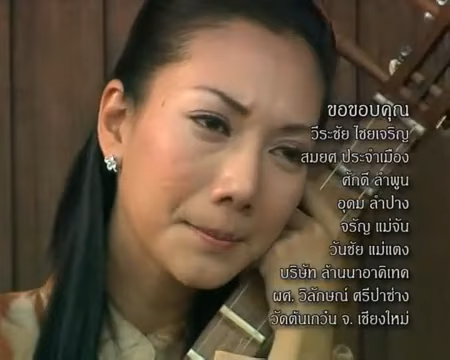 ขอขอบคุณ
วีระชัย ไชยเจริญ
สมยศ ประจำเมือง
ศักดิ์ ลำพูน
อุดม ลำปาง
จรัญ แม่จัน
วันชัย แม่แตง
บริษัท ล้านนาอาคิเทค
ผศ. วิลักษณ์ ศรีป่าซ่าง
วัดต้นเกว๋น จ. เชียงใหม่